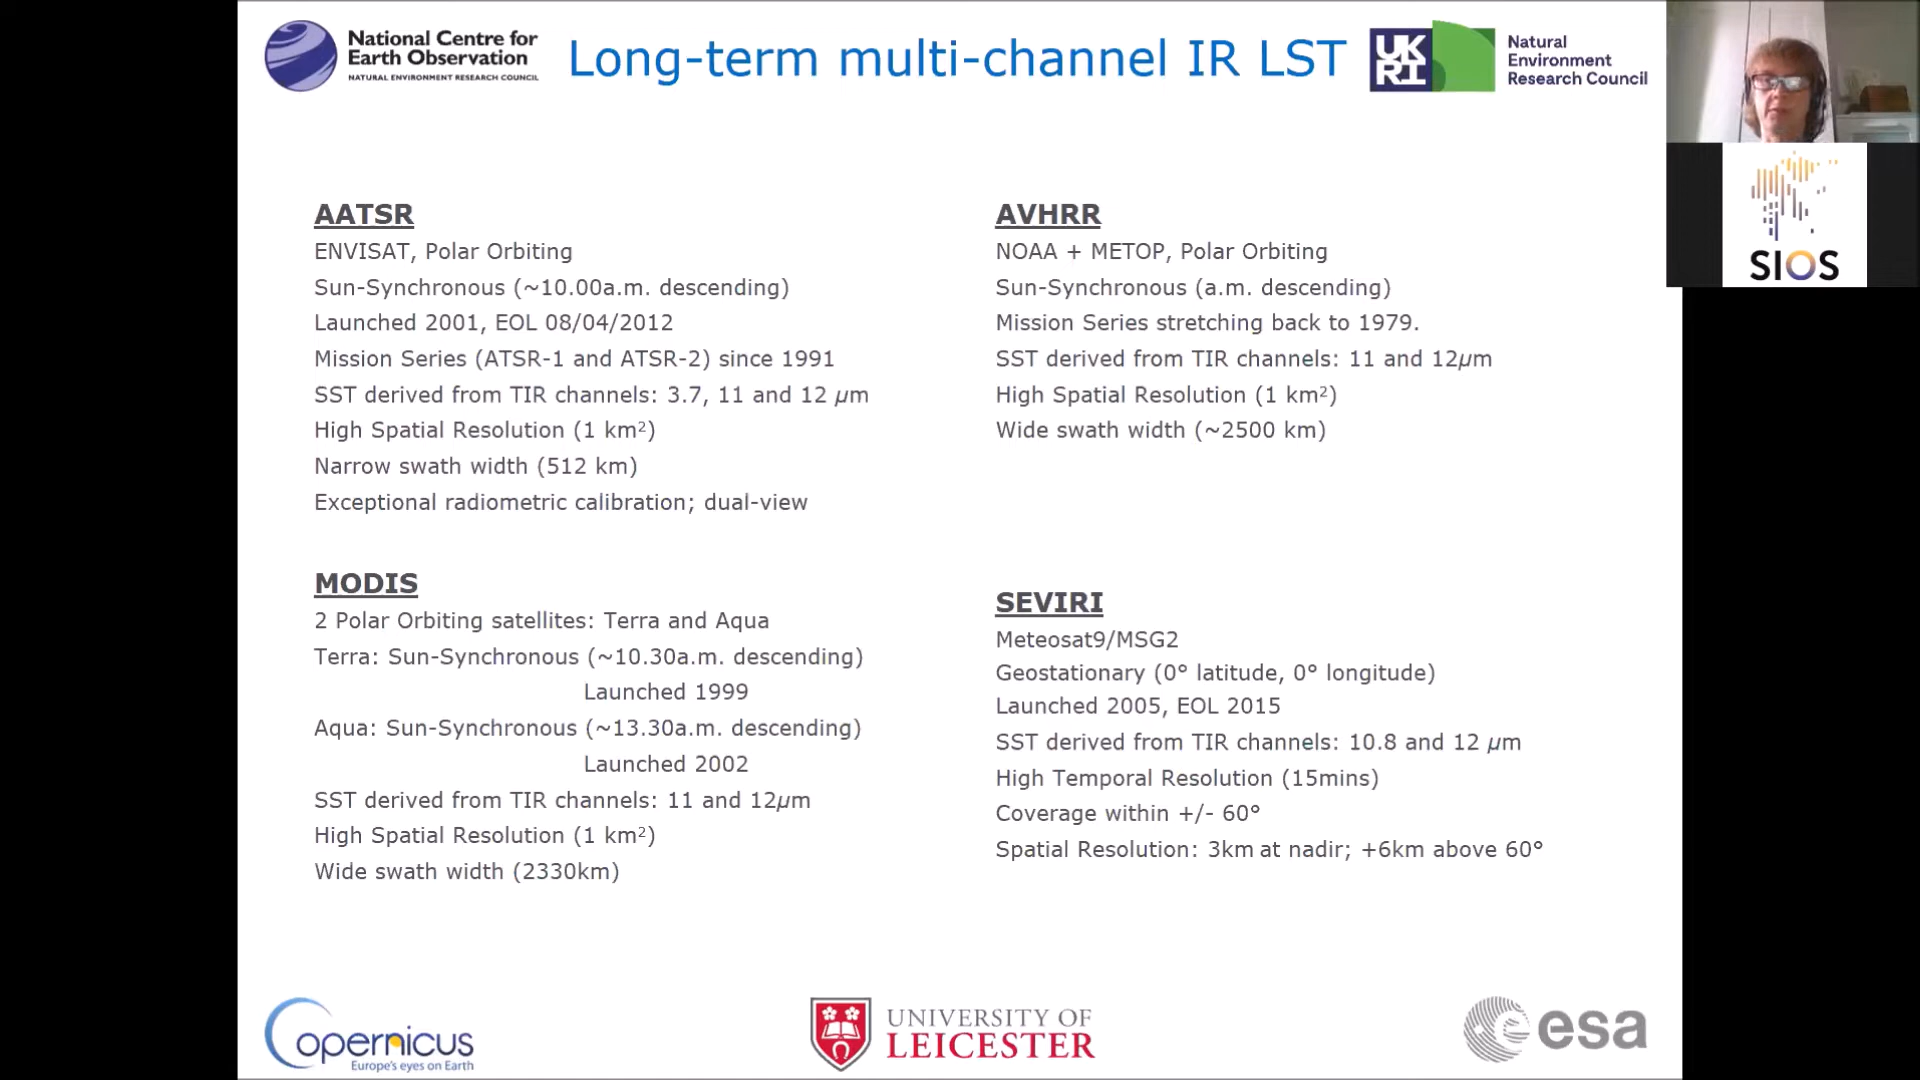 National Centre for
Earth Observation
NATURAL ENVIRONMENT RESEARCH COUNCIL
Long-term multi-channel IR LST
UK
RI
Natural
Environment
Research Council
SIOS
AATSR
ENVISAT, Polar Orbiting
Sun-Synchronous (~10.00a.m. descending)
Launched 2001, EOL 08/04/2012
Mission Series (ATSR-1 and ATSR-2) since 1991
SST derived from TIR channels: 3.7, 11 and 12 µm
High Spatial Resolution (1 km²)
Narrow swath width (512 km)
Exceptional radiometric calibration; dual-view
AVHRR
NOAA + METOP, Polar Orbiting
Sun-Synchronous (a.m. descending)
Mission Series stretching back to 1979.
SST derived from TIR channels: 11 and 12µm
High Spatial Resolution (1 km²)
Wide swath width (~2500 km)
MODIS
2 Polar Orbiting satellites: Terra and Aqua
Terra: Sun-Synchronous (~10.30a.m. descending)
Launched 1999
Aqua: Sun-Synchronous (~13.30a.m. descending)
Launched 2002
SST derived from TIR channels: 11 and 12µm
High Spatial Resolution (1 km²)
Wide swath width (2330km)
SEVIRI
Meteosat9/MSG2
Geostationary (0° latitude, 0° longitude)
Launched 2005, EOL 2015
SST derived from TIR channels: 10.8 and 12 µm
High Temporal Resolution (15mins)
Coverage within +/- 60°
Spatial Resolution: 3km at nadir; +6km above 60°
Copernicus
Europe's eyes on Earth
UNIVERSITY OF
LEICESTER
esa